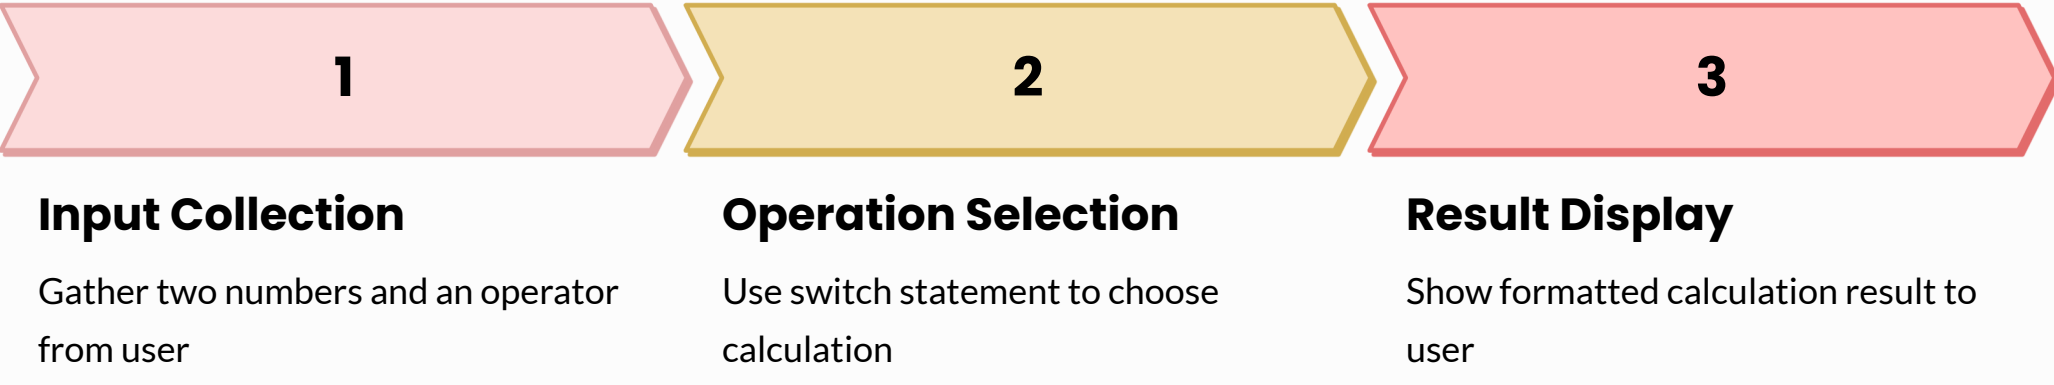 1
2
3
Input Collection
Gather two numbers and an operator
from user
Operation Selection
Use switch statement to choose
calculation
Result Display
Show formatted calculation result to
user